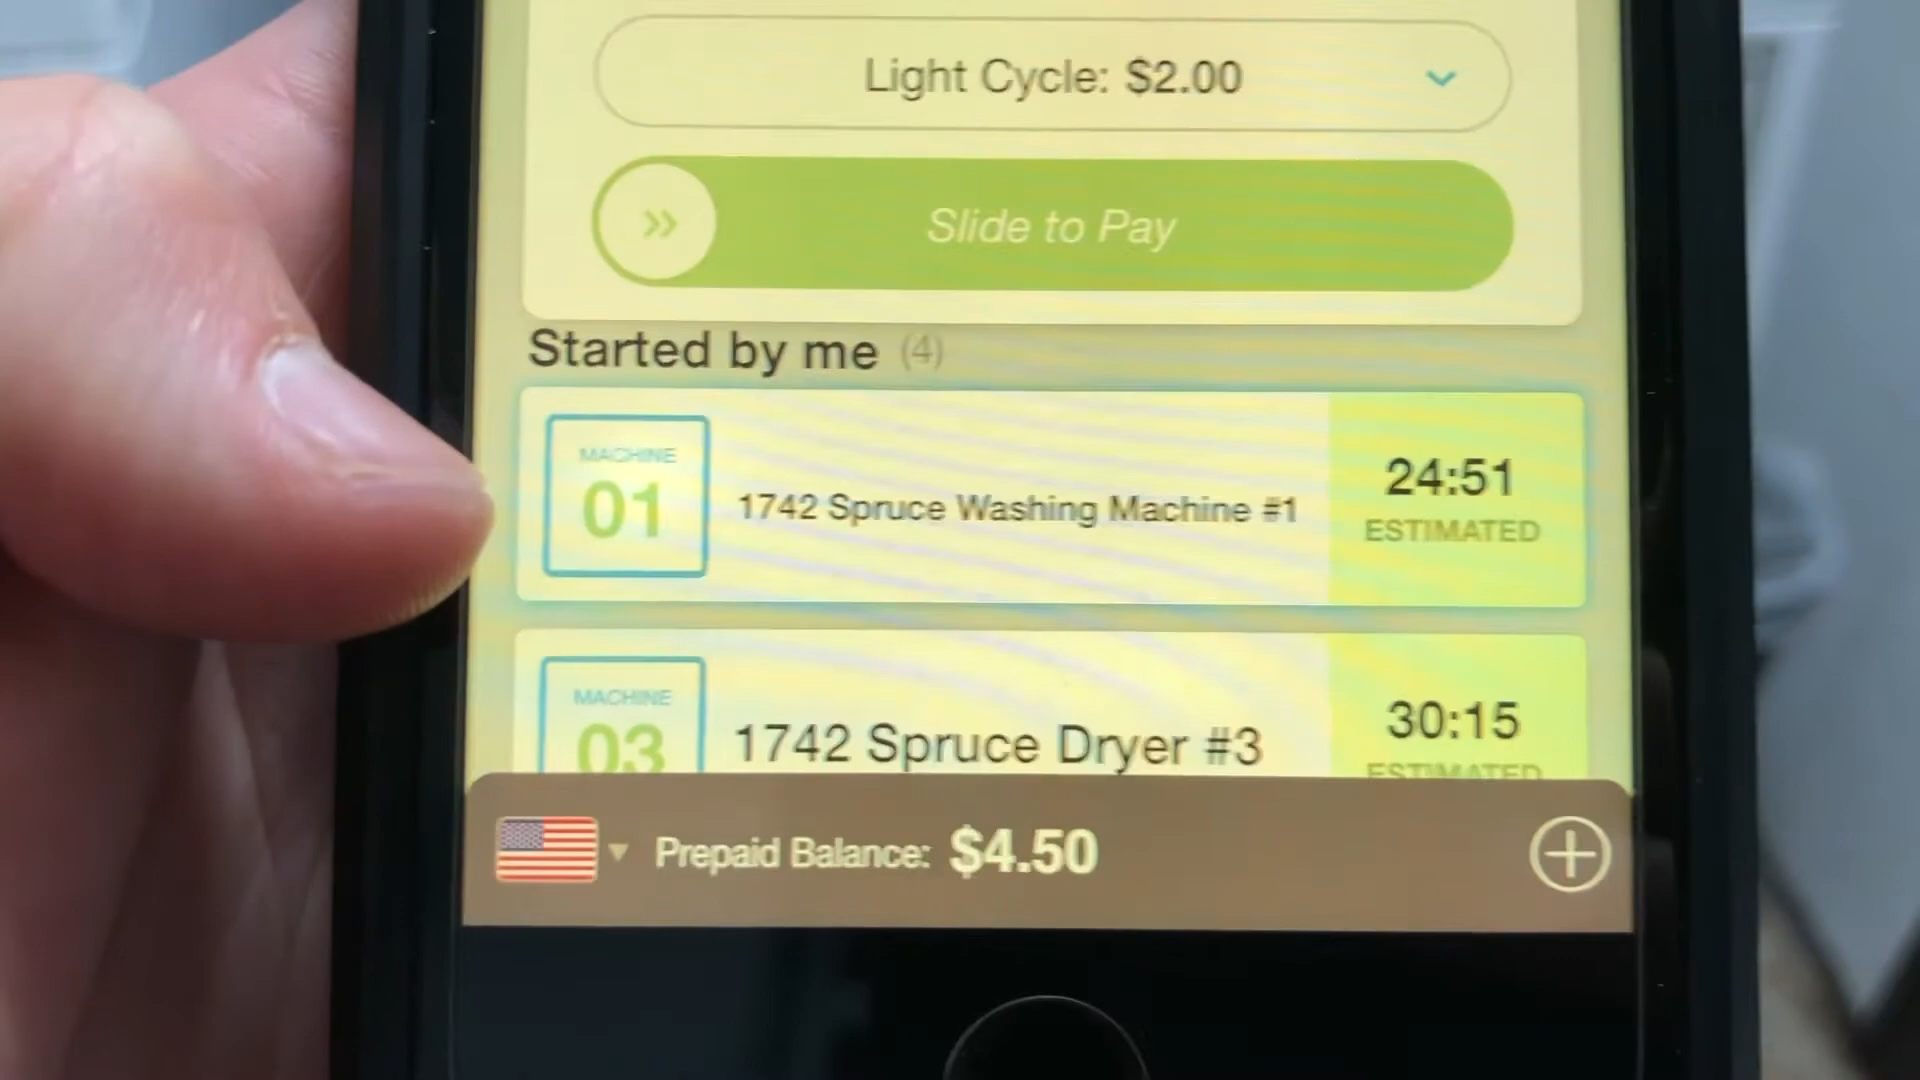 Light Cycle: $2.00
Slide to Pay
Started by me (4)
MACHINE
01
1742 Spruce Washing Machine #1
24:51
ESTIMATED
MACHINE
03
1742 Spruce Dryer #3
30:15
ESTIMATED
Prepaid Balance: $4.50